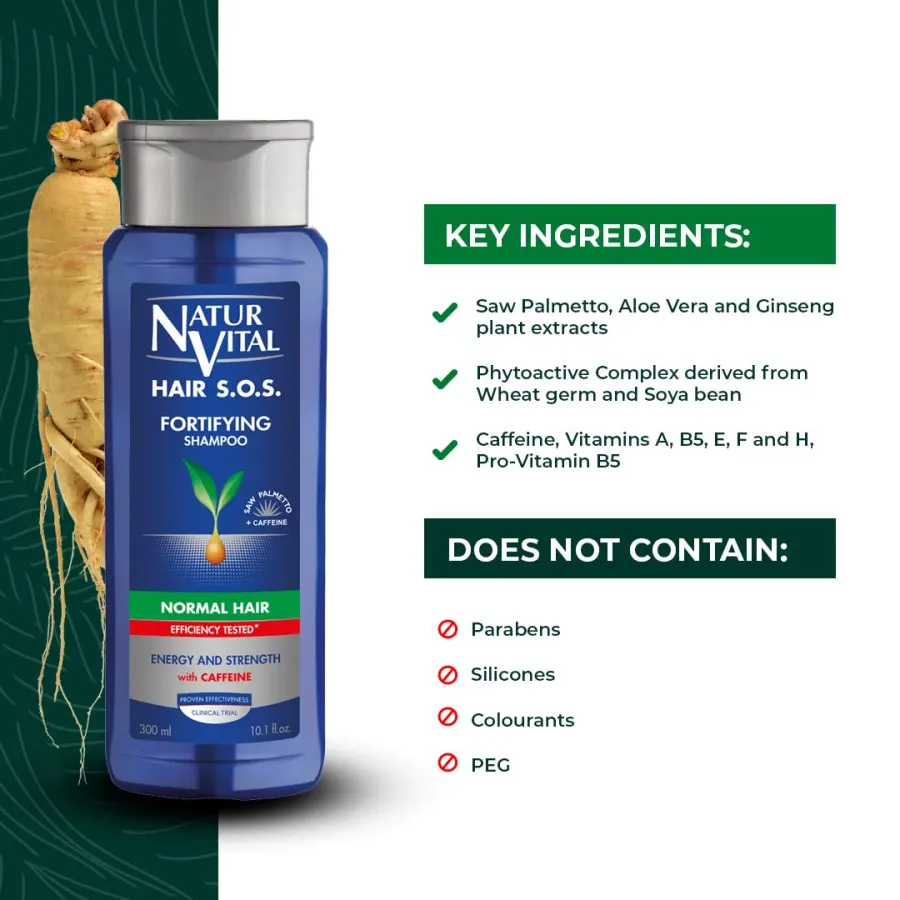 NATUR
VITAL
HAIR S.O.S.
FORTIFYING
SHAMPOO
SAW PALMETTO
+ CAFFEINE
NORMAL HAIR
EFFICIENCY TESTED*
ENERGY AND STRENGTH
with CAFFEINE
PROVEN EFFECTIVENESS
CLINICAL TRIAL
300 ml 10.1 fl.oz.
KEY INGREDIENTS:
Saw Palmetto, Aloe Vera and Ginseng
plant extracts
Phytoactive Complex derived from
Wheat germ and Soya bean
Caffeine, Vitamins A, B5, E, F and H,
Pro-Vitamin B5
DOES NOT CONTAIN:
Parabens
Silicones
Colourants
PEG